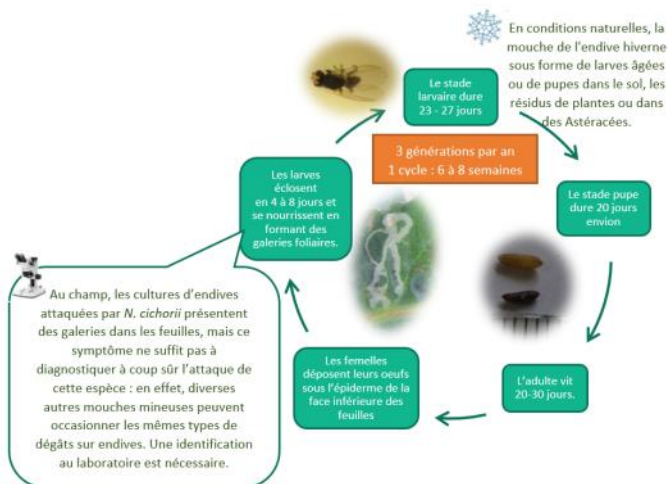 En conditions naturelles, la
mouche de l'endive hiverne
sous forme de larves âgées
ou de pupes dans le sol, les
résidus de plantes ou dans
des Astéracées.
Le stade
larvaire dure
23 - 27 jours
3 générations par an
1 cycle : 6 à 8 semaines
Le stade pupe
dure 20 jours
envion
L'adulte vit
20-30 jours.
Les femelles
déposent leurs oeufs
sous l'épiderme de la
face inférieure des
feuilles
Les larves
éclosent
en 4 à 8 jours et
se nourrissent en
formant des
galeries foliaires.
Au champ, les cultures d'endives
attaquées par N. cichorii présentent
des galeries dans les feuilles, mais ce
symptôme ne suffit pas à
diagnostiquer à coup sûr l'attaque de
cette espèce : en effet, diverses
autres mouches mineuses peuvent
occasionner les mêmes types de
dégâts sur endives. Une identification
au laboratoire est nécessaire.